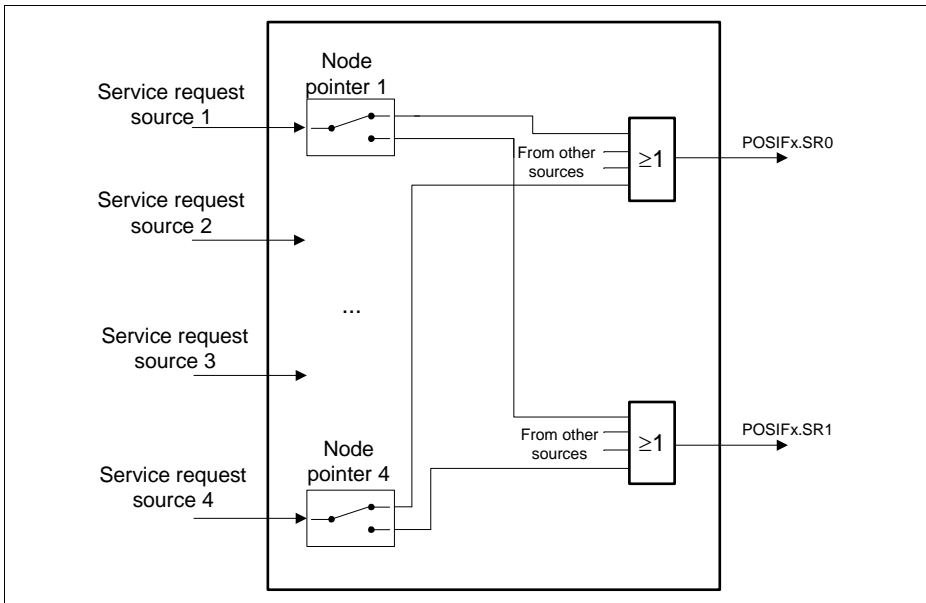 Node
pointer 1
Service request
source 1
From other
sources
≥1
POSIFx.SR0
Service request
source 2
...
Service request
source 3
From other
sources
≥1
POSIFx.SR1
Node
pointer 4
Service request
source 4